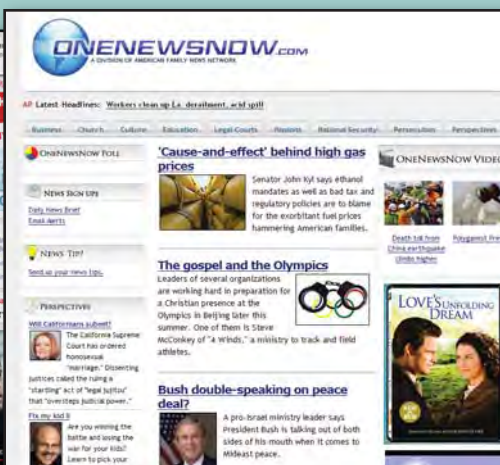 ONENEWSNOW.COM
A DIVISION OF AMERICAN FAMILY NEWS NETWORK
AP Latest Headlines: Workers clean up La. derailment, acid spill
Business Church Culture Education Legal-Courts Missions National Security Persecution Perspectives
ONENEWSNOW POLL
NEWS SIGN UPS
Daily News Brief
Email Alerts
NEWS TIP?
Send us your news tips.
PERSPECTIVES
Will Californians submit?
The California Supreme
Court has ordered
homosexual
"marriage." Dissenting
justices called the ruling a
"startling" act of "legal jujitsu"
that "oversteps judicial power."
Fix my kid II
Are you winning the
battle and losing the
war for your kids?
Learn to pick your
'Cause-and-effect' behind high gas
prices
Senator John Kyl says ethanol
mandates as well as bad tax and
regulatory policies are to blame
for the exorbitant fuel prices
hammering American families.
The gospel and the Olympics
Leaders of several organizations
are working hard in preparation for
a Christian presence at the
Olympics in Beijing later this
summer. One of them is Steve
McConkey of "4 Winds," a ministry to track and field
athletes.
Bush double-speaking on peace
deal?
A pro-Israel ministry leader says
President Bush is talking out of both
sides of his mouth when it comes to
Mideast peace.
ONENEWSNOW VIDEO
Death toll from
China earthquake
climbs higher
Polygamist
LOVE'S UNFOLDING
DREAM